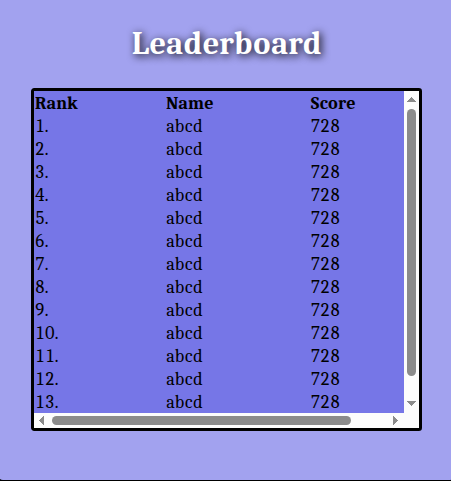 Leaderboard
Rank Name Score
1. abcd 728
2. abcd 728
3. abcd 728
4. abcd 728
5. abcd 728
6. abcd 728
7. abcd 728
8. abcd 728
9. abcd 728
10. abcd 728
11. abcd 728
12. abcd 728
13. abcd 728